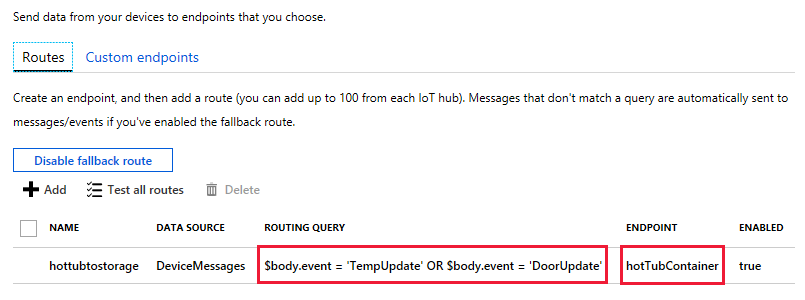 Send data from your devices to endpoints that you choose.
Routes Custom endpoints
Create an endpoint, and then add a route (you can add up to 100 from each IoT hub). Messages that don't match a query are automatically sent to
messages/events if you've enabled the fallback route.
Disable fallback route
Add Test all routes Delete
NAME DATA SOURCE ROUTING QUERY ENDPOINT ENABLED
hottubtostorage DeviceMessages $body.event = 'TempUpdate' OR $body.event = 'DoorUpdate' hotTubContainer true